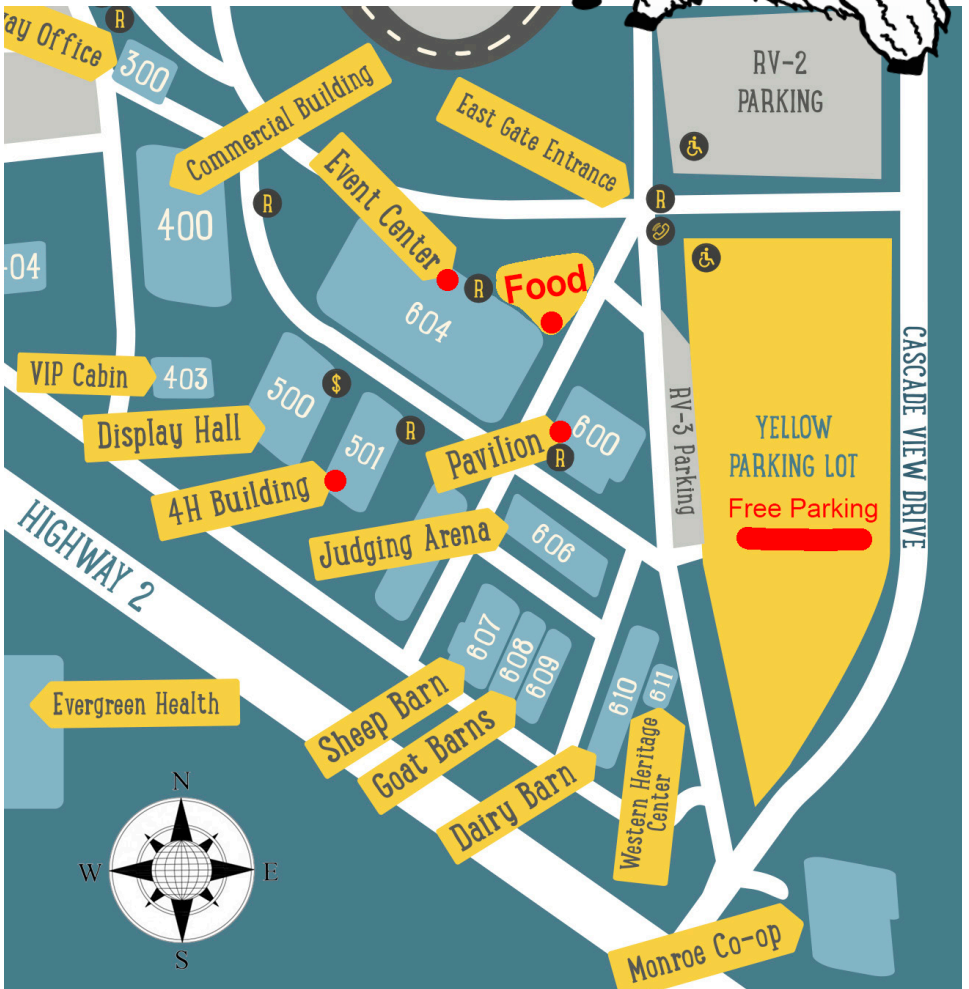 R
way Office
300
Commercial Building
400
R
-04
East Gate Entrance
RV-2
PARKING
R
Event Center
R
604
Food
VIP Cabin
403
Display Hall
500
$
501
R
4H Building
Pavilion
R
600
RV-3 Parking
YELLOW
PARKING LOT
Free Parking
CASCADE VIEW DRIVE
HIGHWAY 2
Judging Arena
606
607
608
609
610
611
Evergreen Health
Sheep Barn
Goat Barns
Dairy Barn
Western Heritage
Center
Monroe Co-op
N
W
E
S